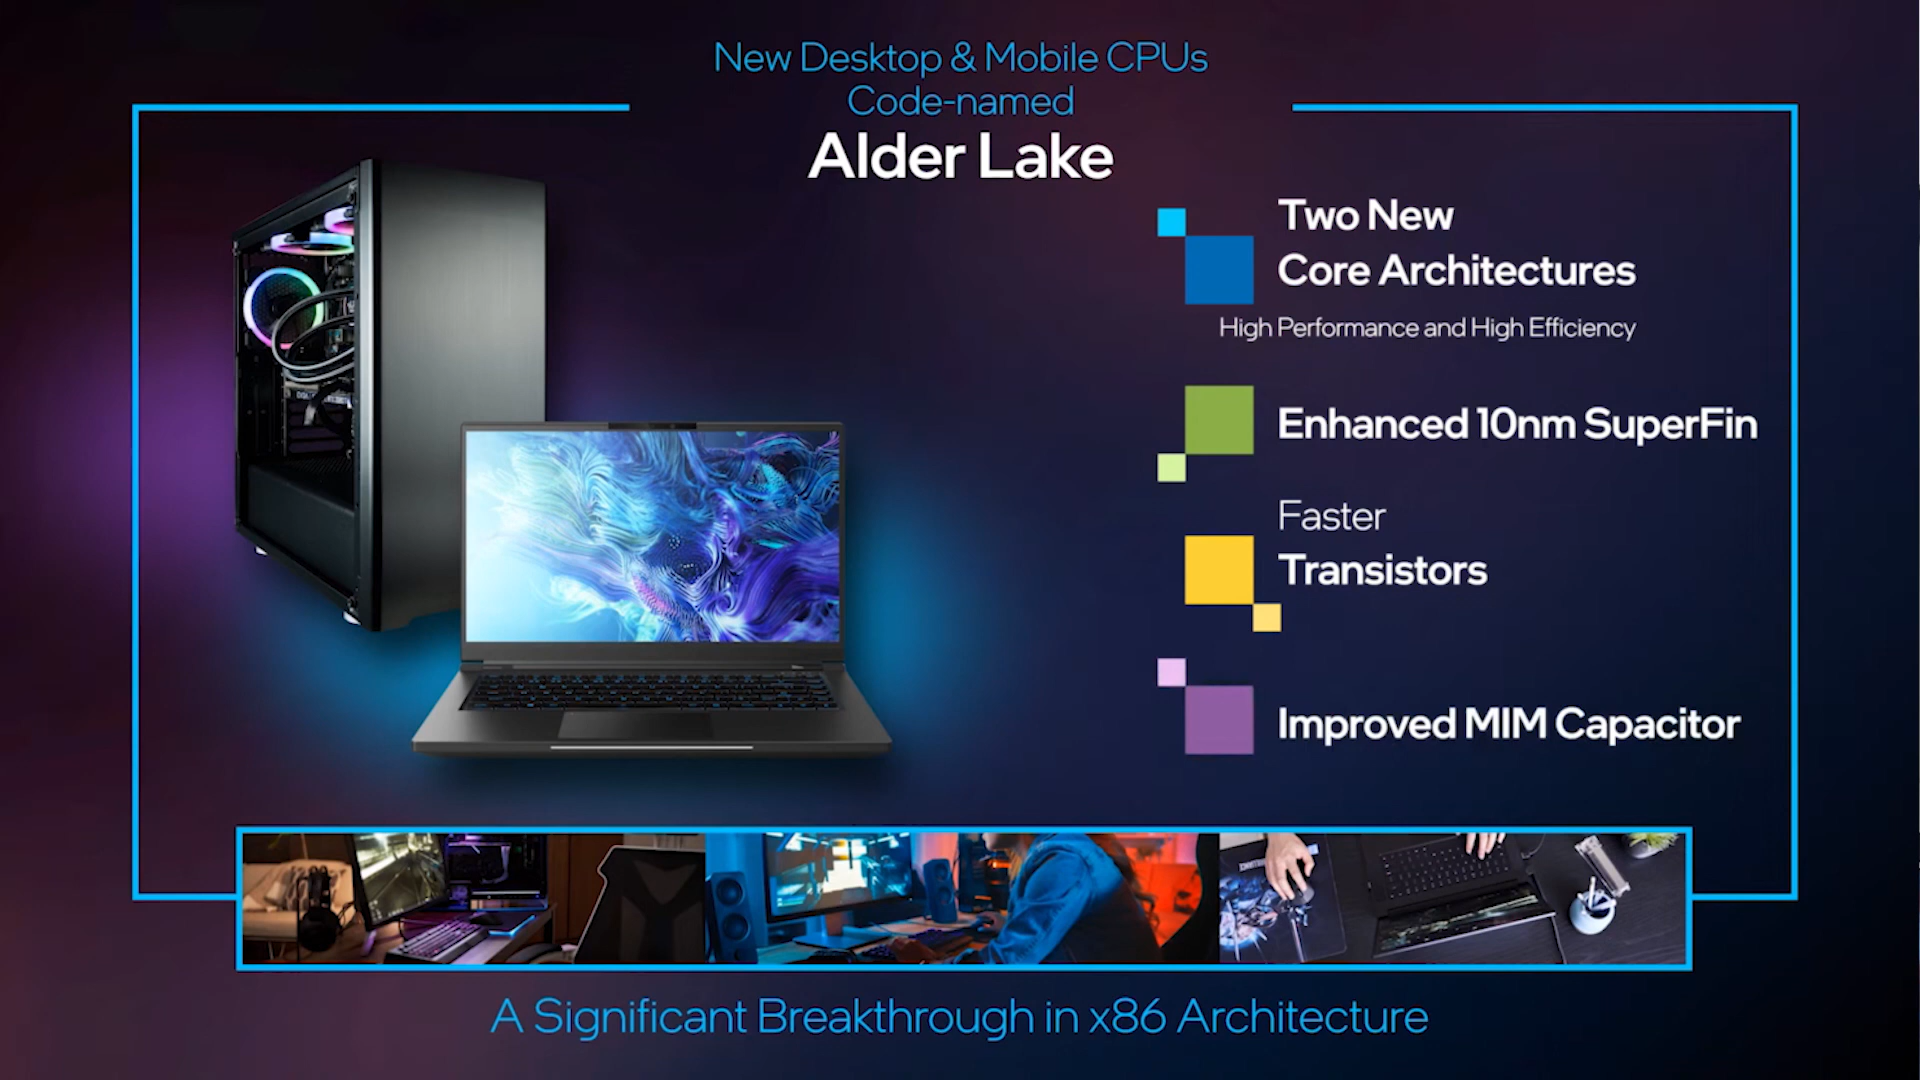 New Desktop & Mobile CPUs
Code-named
Alder Lake
Two New
Core Architectures
High Performance and High Efficiency
Enhanced 10nm SuperFin
Faster
Transistors
Improved MIM Capacitor
A Significant Breakthrough in x86 Architecture